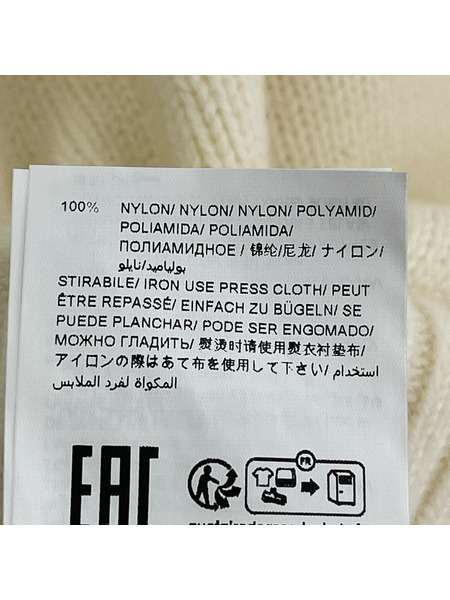 100% NYLON/ NYLON/ NYLON/ POLYAMID/
POLIAMIDA/ POLIAMIDA/
ПОЛИАМИДНОЕ / 锦纶/尼龙/ ナイロン/
بولياميد/نايلو
STIRABILE/ IRON USE PRESS CLOTH/ PEUT
ÊTRE REPASSÉ/ EINFACH ZU BÜGELN/ SE
PUEDE PLANCHAR/ PODE SER ENGOMADO/
МОЖНО ГЛАДИТЬ/ 熨烫时请使用熨衣衬垫布/
アイロンの際はあて布を使用して下さい/ استخدام
المكواة لفرد الملابس
EAC
FR